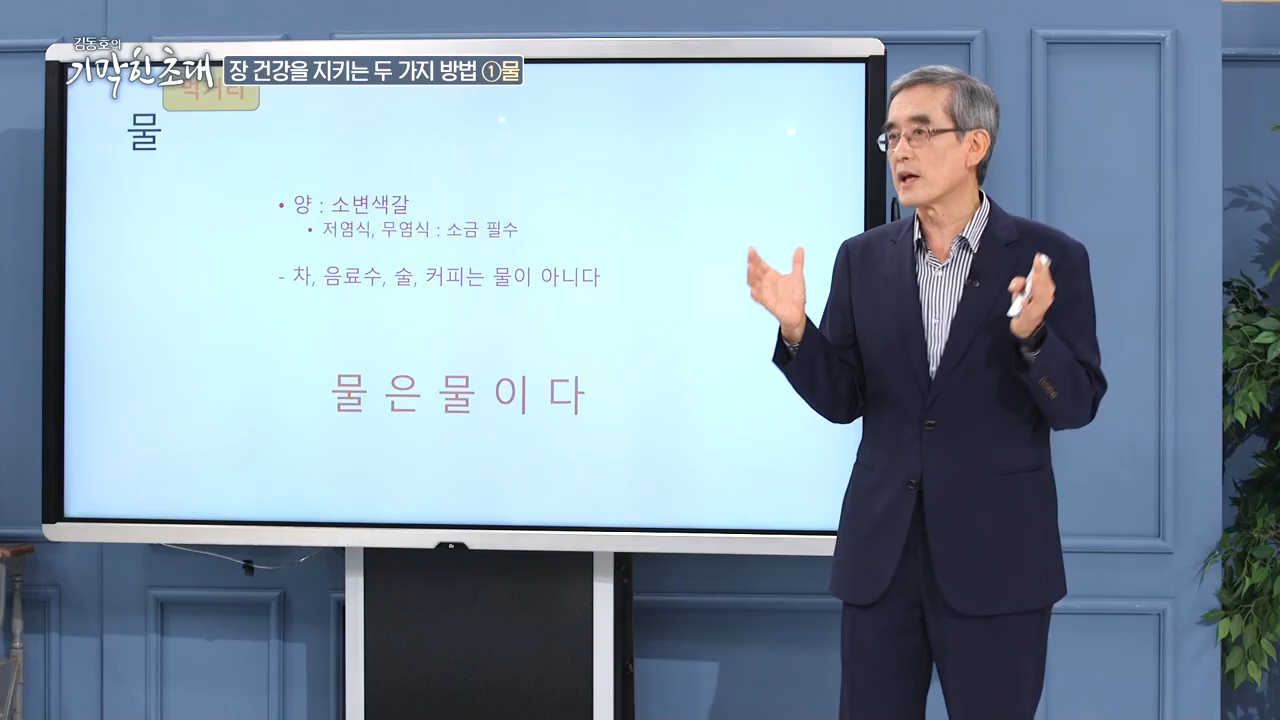 김동호의
기막힌 초대
장 건강을 지키는 두 가지 방법 ①물
먹거리
물
• 양 : 소변색갈
• 저염식, 무염식 : 소금 필수
- 차, 음료수, 술, 커피는 물이 아니다
물은물이다